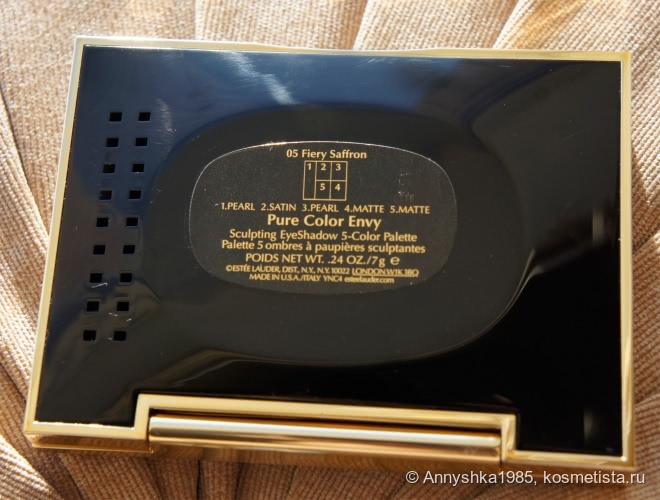 05 Fiery Saffron
1 2 3
5 4
1.PEARL 2.SATIN 3.PEARL 4.MATTE 5.MATTE
Pure Color Envy
Sculpting EyeShadow 5-Color Palette
Palette 5 ombres à paupières sculptantes
POIDS NET WT. .24 OZ./7g e
©ESTĒE LAUDER, DIST., N.Y., N.Y. 10022 LONDON W1K 3BQ
MADE IN U.S.A./ITALY YNC4 esteelauder.com
© Annyshka1985, kosmetista.ru